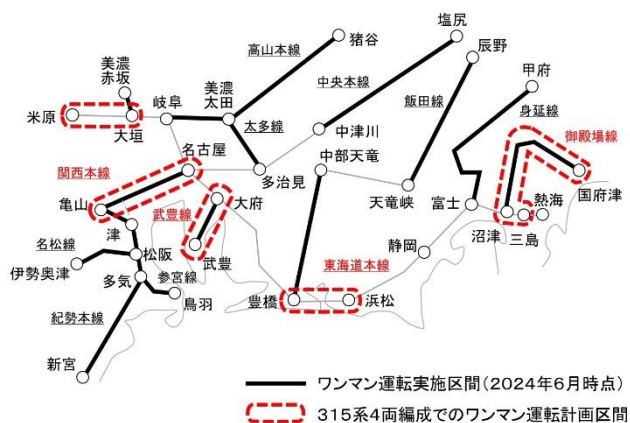 塩尻
猪谷
辰野
高山本線
美濃
赤坂
美濃
太田
中央本線
甲府
飯田線
身延線
米原
大垣
岐阜
太多線
中津川
御殿場線
名古屋
関西本線
多治見
中部天竜
天竜峡
富士
国府津
熱海
沼津
三島
亀山
武豊線
大府
津
名松線
松阪
武豊
静岡
伊勢奥津
多気
参宮線
東海道本線
鳥羽
豊橋
浜松
紀勢本線
新宮
ワンマン運転実施区間(2024年6月時点)
315系4両編成でのワンマン運転計画区間